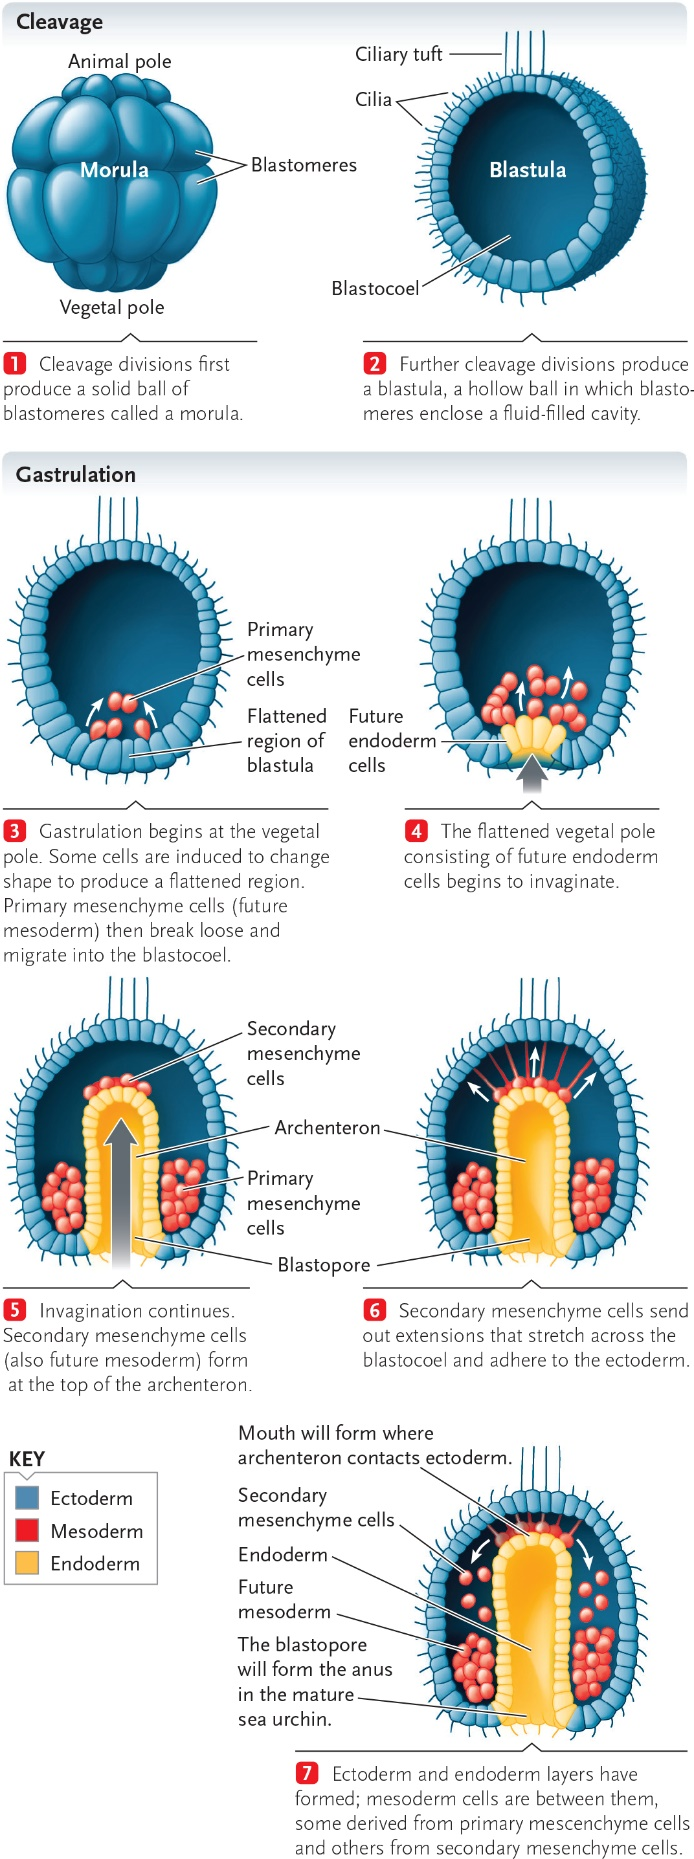 Cleavage
Animal pole
Morula
Blastomeres
Vegetal pole
Ciliary tuft
Cilia
Blastula
Blastocoel
1 Cleavage divisions first
produce a solid ball of
blastomeres called a morula.
2 Further cleavage divisions produce
a blastula, a hollow ball in which blasto-
meres enclose a fluid-filled cavity.
Gastrulation
Primary
mesenchyme
cells
Flattened
region of
blastula
Future
endoderm
cells
3 Gastrulation begins at the vegetal
pole. Some cells are induced to change
shape to produce a flattened region.
Primary mesenchyme cells (future
mesoderm) then break loose and
migrate into the blastocoel.
4 The flattened vegetal pole
consisting of future endoderm
cells begins to invaginate.
Secondary
mesenchyme
cells
Archenteron
Primary
mesenchyme
cells
Blastopore
5 Invagination continues.
Secondary mesenchyme cells
(also future mesoderm) form
at the top of the archenteron.
6 Secondary mesenchyme cells send
out extensions that stretch across the
blastocoel and adhere to the ectoderm.
KEY
Ectoderm
Mesoderm
Endoderm
Mouth will form where
archenteron contacts ectoderm.
Secondary
mesenchyme cells
Endoderm
Future
mesoderm
The blastopore
will form the anus
in the mature
sea urchin.
7 Ectoderm and endoderm layers have
formed; mesoderm cells are between them,
some derived from primary mescenchyme cells
and others from secondary mesenchyme cells.